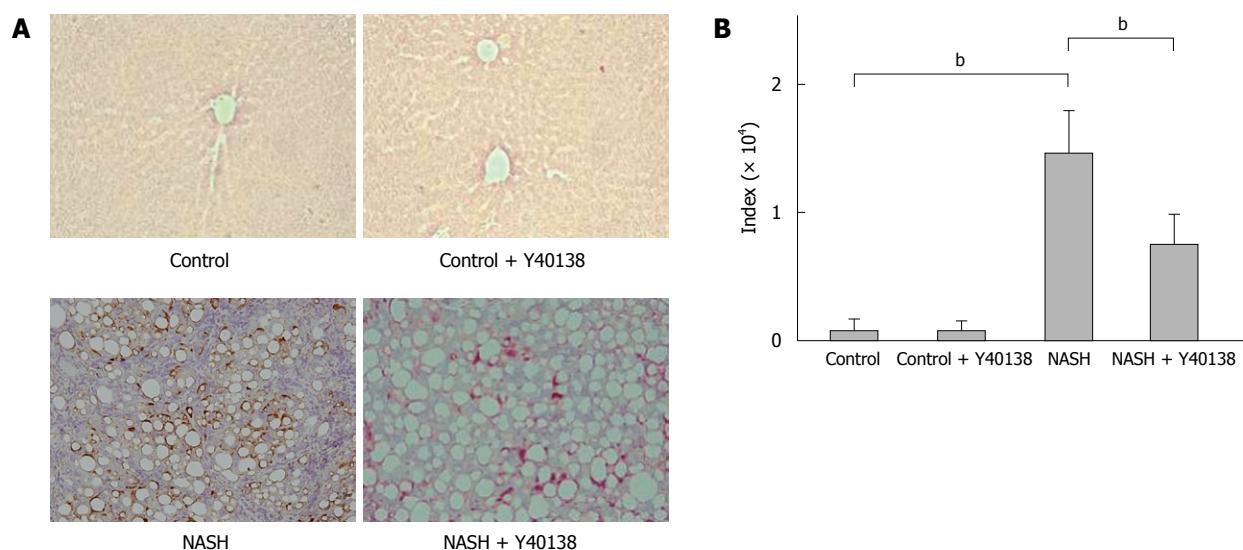 A
Control
Control + Y40138
NASH
NASH + Y40138
B
b
b
2
1
0
Index (× 10⁴)
Control
Control + Y40138
NASH
NASH + Y40138